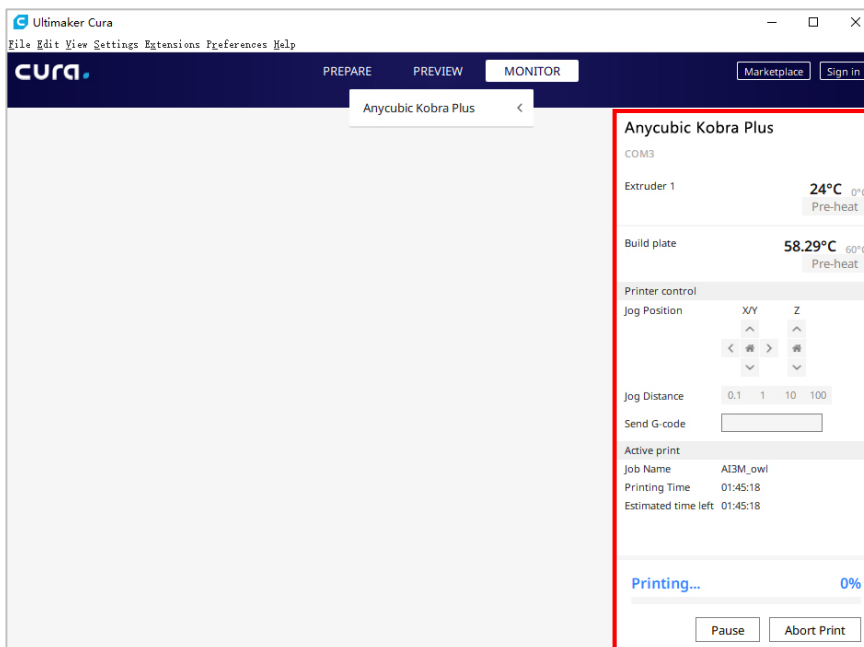 Ultimaker Cura
File Edit View Settings Extensions Preferences Help
cura.
PREPARE PREVIEW MONITOR
Marketplace Sign in
Anycubic Kobra Plus
Anycubic Kobra Plus
COM3
Extruder 1 24°C 0°C
Pre-heat
Build plate 58.29°C 60°C
Pre-heat
Printer control
Jog Position X/Y Z
Jog Distance 0.1 1 10 100
Send G-code
Active print
Job Name AI3M_owl
Printing Time 01:45:18
Estimated time left 01:45:18
Printing... 0%
Pause Abort Print